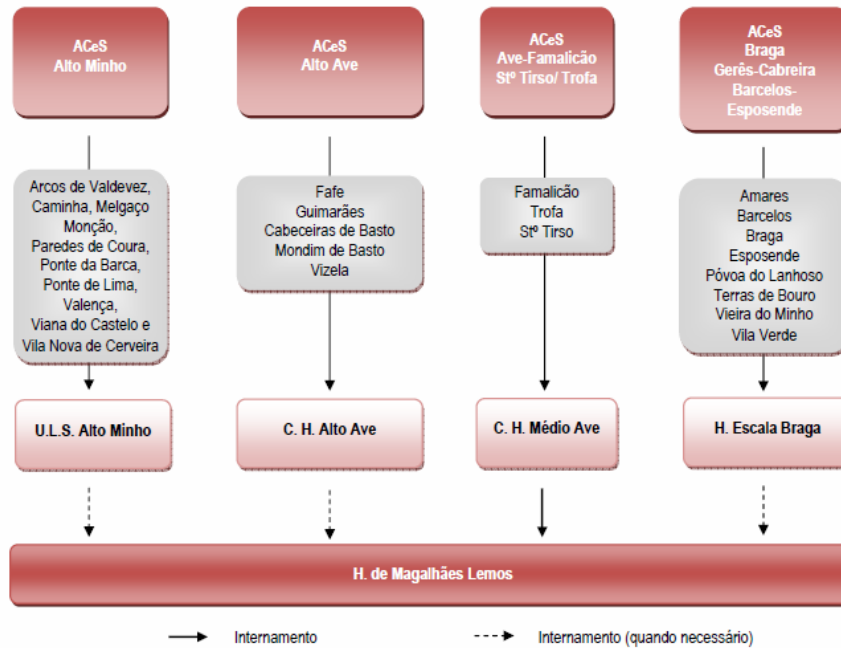 ACeS
Alto Minho
ACeS
Alto Ave
ACeS
Ave-Famalicão
Stº Tirso/ Trofa
ACeS
Braga
Gerês-Cabreira
Barcelos-
Esposende
Arcos de Valdevez,
Caminha, Melgaço
Monção,
Paredes de Coura,
Ponte da Barca,
Ponte de Lima,
Valença,
Viana do Castelo e
Vila Nova de Cerveira
Fafe
Guimarães
Cabeceiras de Basto
Mondim de Basto
Vizela
Famalicão
Trofa
Stº Tirso
Amares
Barcelos
Braga
Esposende
Póvoa do Lanhoso
Terras de Bouro
Vieira do Minho
Vila Verde
U.L.S. Alto Minho
C. H. Alto Ave
C. H. Médio Ave
H. Escala Braga
H. de Magalhães Lemos
Internamento
Internamento (quando necessário)